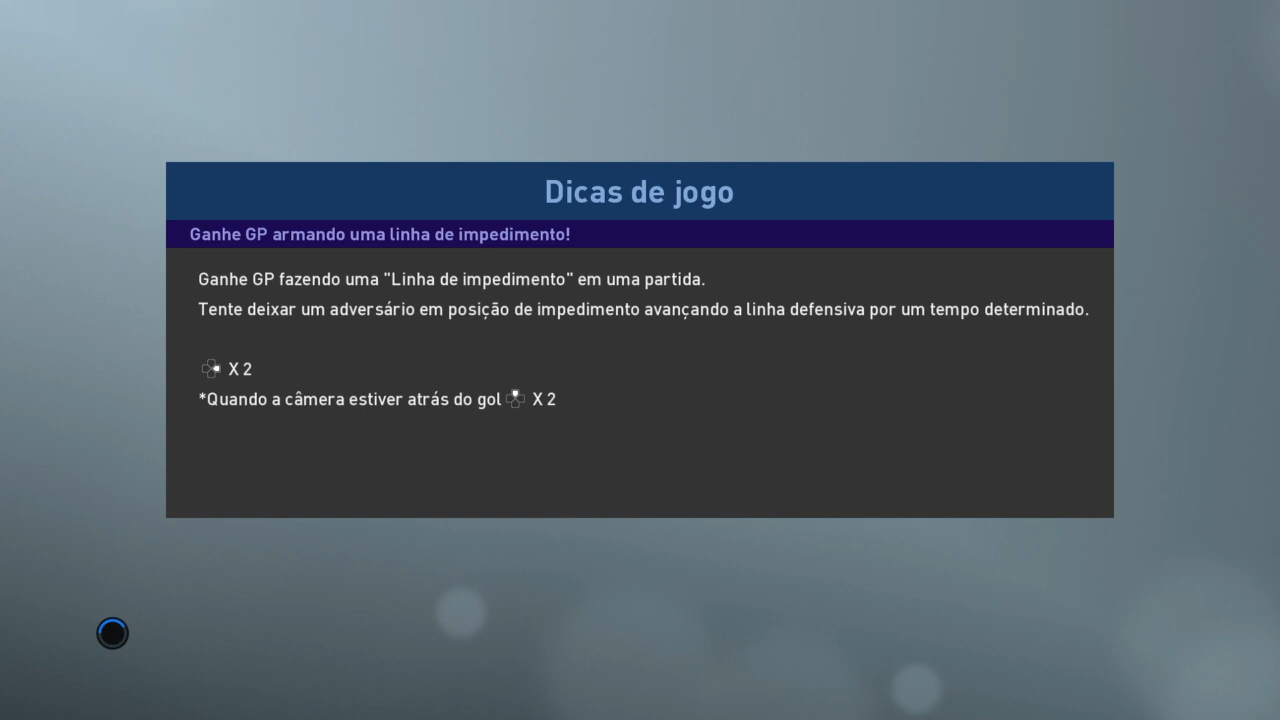 Dicas de jogo
Ganhe GP armando uma linha de impedimento!
Ganhe GP fazendo uma "Linha de impedimento" em uma partida.
Tente deixar um adversário em posição de impedimento avançando a linha defensiva por um tempo determinado.
X 2
*Quando a câmera estiver atrás do gol X 2